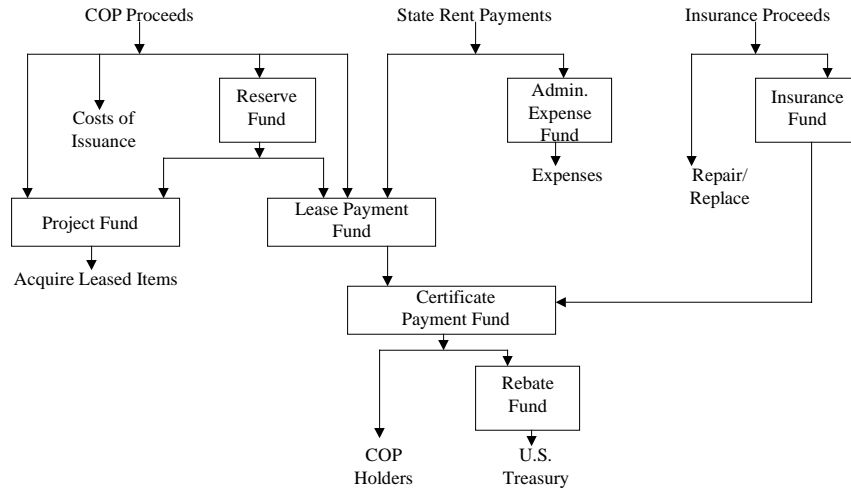 COP Proceeds
State Rent Payments
Insurance Proceeds
Reserve
Fund
Admin.
Expense
Fund
Insurance
Fund
Costs of
Issuance
Expenses
Repair/
Replace
Project Fund
Lease Payment
Fund
Acquire Leased Items
Certificate
Payment Fund
Rebate
Fund
COP
Holders
U.S.
Treasury